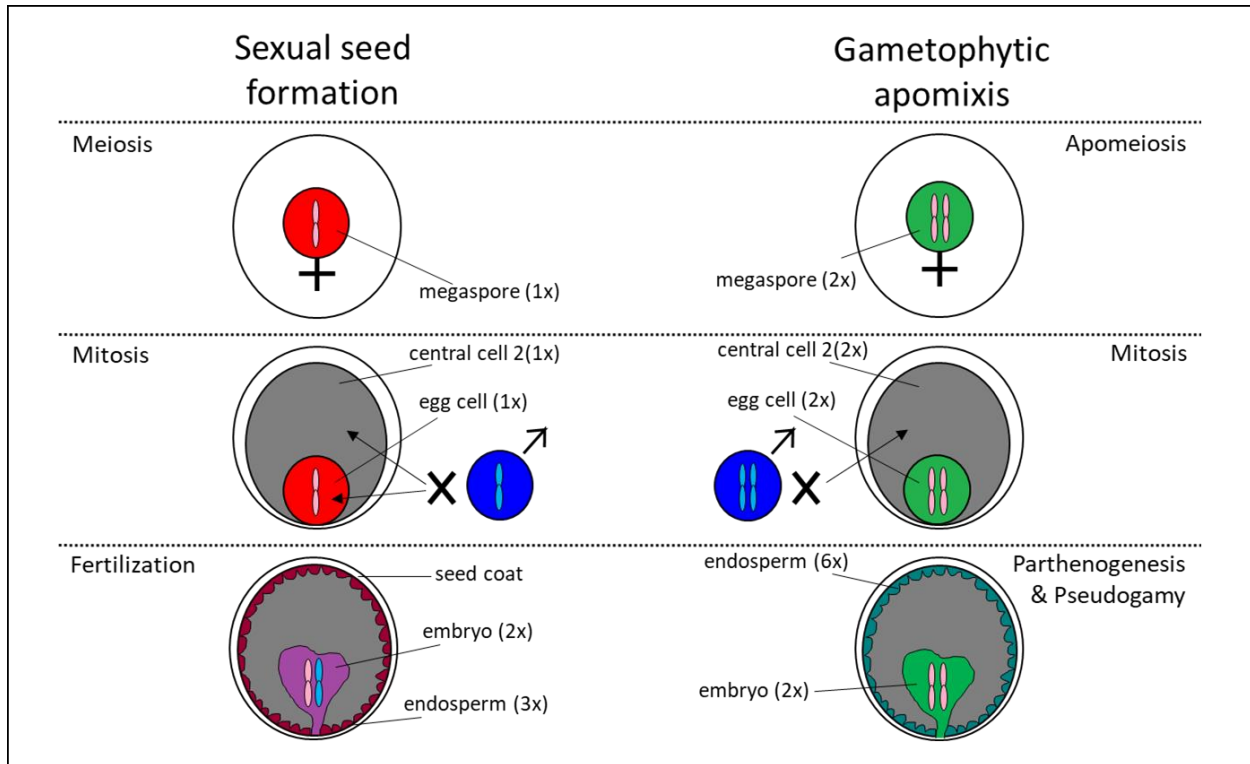 Sexual seed
formation
Gametophytic
apomixis
Meiosis
Apomeiosis
megaspore (1x)
megaspore (2x)
Mitosis
central cell 2(1x)
egg cell (1x)
central cell 2(2x)
egg cell (2x)
Mitosis
Fertilization
seed coat
embryo (2x)
endosperm (3x)
endosperm (6x)
embryo (2x)
Parthenogenesis
& Pseudogamy